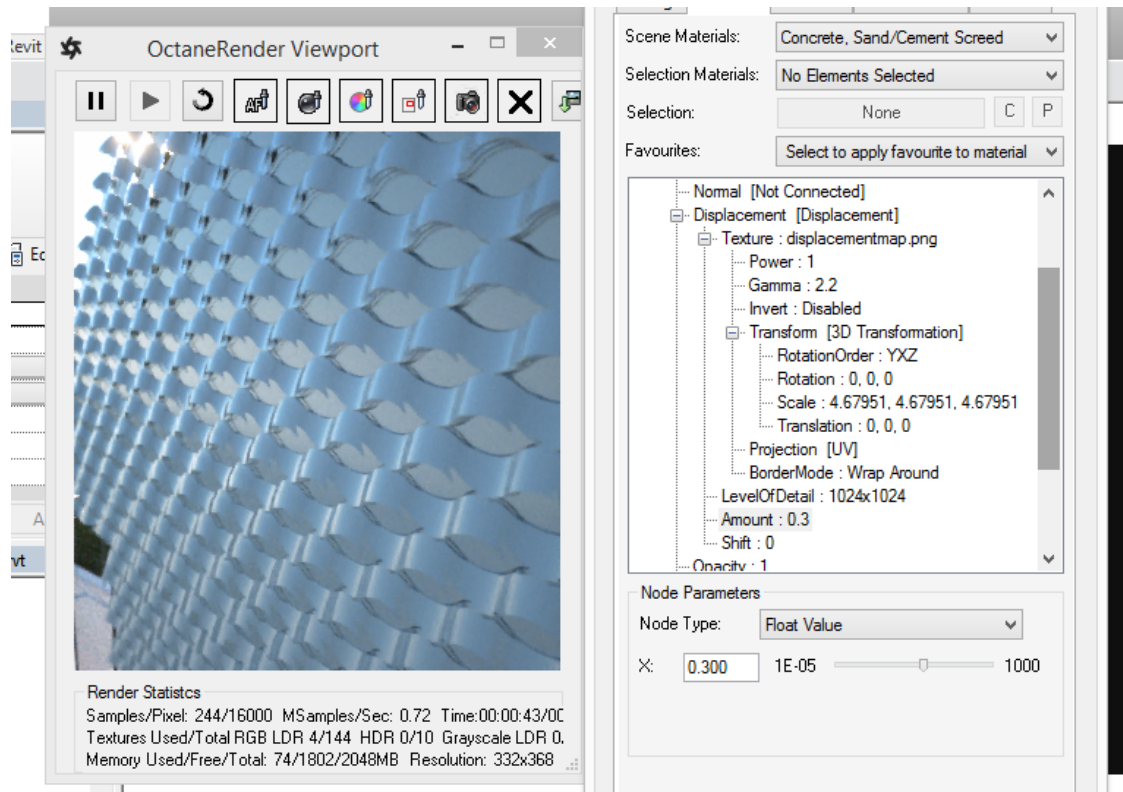 Revit
OctaneRender Viewport
AF
Ed
A
vt
Render Statistcs
Samples/Pixel: 244/16000 MSamples/Sec: 0.72 Time:00:00:43/00
Textures Used/Total RGB LDR 4/144 HDR 0/10 Grayscale LDR 0.
Memory Used/Free/Total: 74/1802/2048MB Resolution: 332x368
Scene Materials: Concrete, Sand/Cement Screed
Selection Materials: No Elements Selected
Selection: None C P
Favourites: Select to apply favourite to material
Normal [Not Connected]
Displacement [Displacement]
Texture : displacementmap.png
Power : 1
Gamma : 2.2
Invert : Disabled
Transform [3D Transformation]
RotationOrder : YXZ
Rotation : 0, 0, 0
Scale : 4.67951, 4.67951, 4.67951
Translation : 0, 0, 0
Projection [UV]
BorderMode : Wrap Around
LevelOfDetail : 1024x1024
Amount : 0.3
Shift : 0
Opacity : 1
Node Parameters
Node Type: Float Value
X: 0.300 1E-05 1000